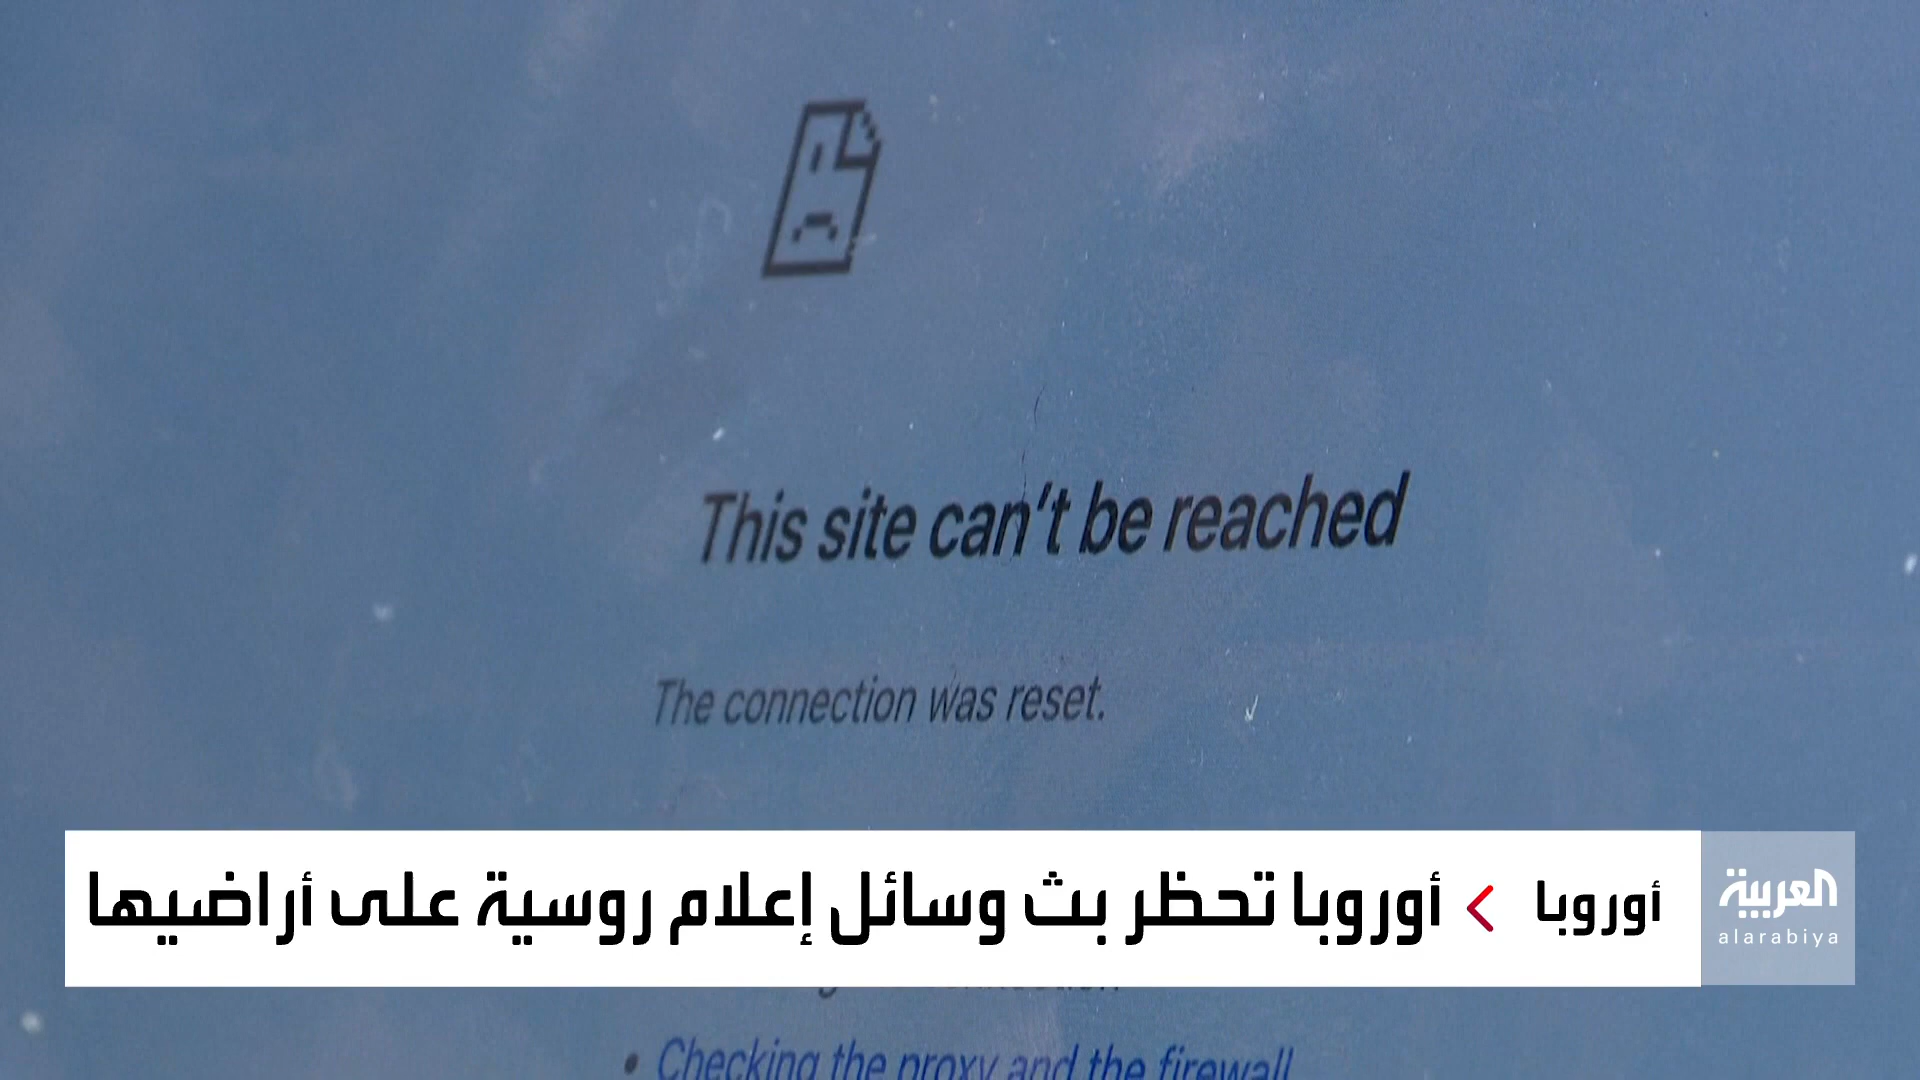 This site can't be reached
The connection was reset.
أوروبا
أوروبا تحظر بث وسائل إعلام روسية على أراضيها
العربية
alarabiya
Checking the proxy and the firewall